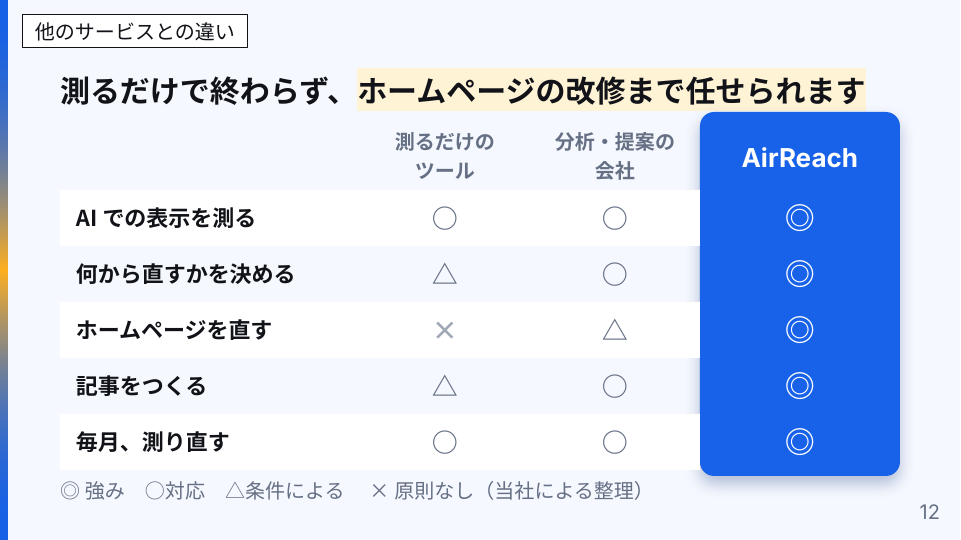 他のサービスとの違い
測るだけで終わらず、ホームページの改修まで任せられます
測るだけの
ツール
分析・提案の
会社
AirReach
AI での表示を測る ○ ○ ◎
何から直すかを決める △ ○ ◎
ホームページを直す × △ ◎
記事をつくる △ ○ ◎
毎月、測り直す ○ ○ ◎
◎ 強み ○対応 △条件による × 原則なし（当社による整理）
12